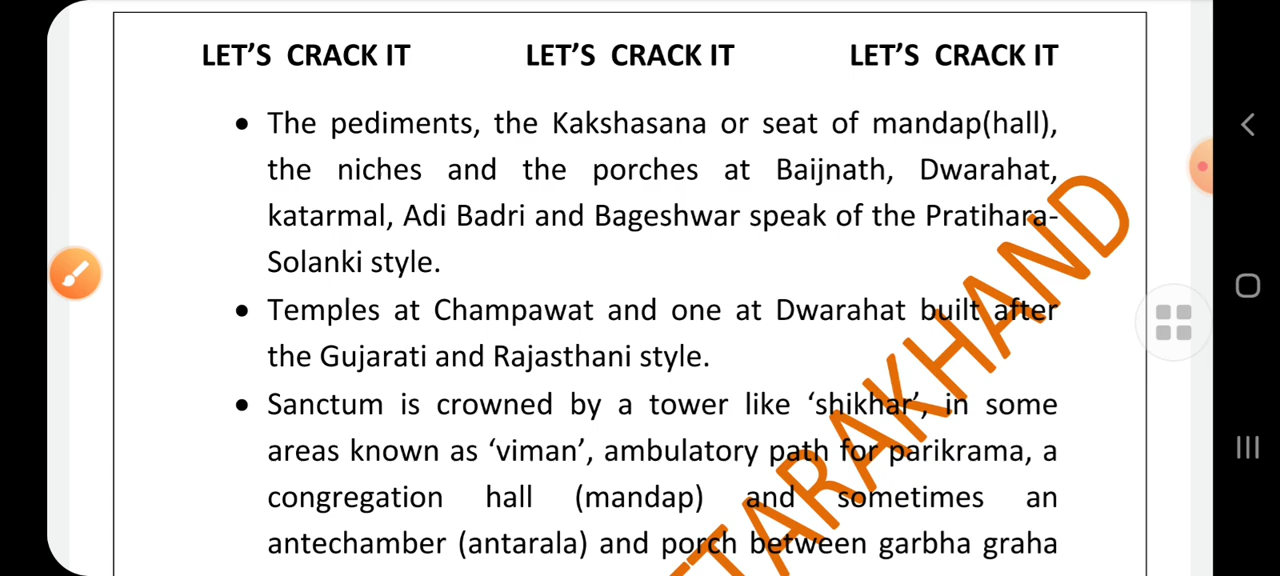 LET'S CRACK IT LET'S CRACK IT LET'S CRACK IT
• The pediments, the Kakshasana or seat of mandap(hall),
the niches and the porches at Baijnath, Dwarahat,
katarmal, Adi Badri and Bageshwar speak of the Pratihara-
Solanki style.
• Temples at Champawat and one at Dwarahat built after
the Gujarati and Rajasthani style.
• Sanctum is crowned by a tower like ‘shikhar’, in some
areas known as ‘viman’, ambulatory path for parikrama, a
congregation hall (mandap) and sometimes an
antechamber (antarala) and porch between garbha graha
TTARAKHAND